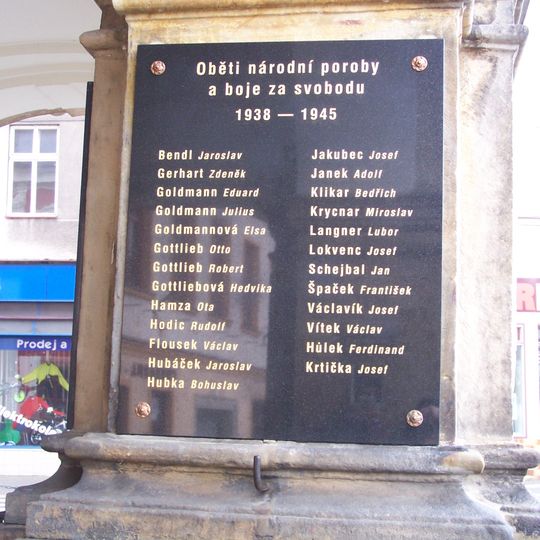 Oběti národní poroby
a boje za svobodu
1938 — 1945
Bendl Jaroslav
Gerhart Zdeněk
Goldmann Eduard
Goldmann Julius
Goldmannová Elsa
Gottlieb Otto
Gottlieb Robert
Gottliebová Hedvika
Hamza Ota
Hodic Rudolf
Flousek Václav
Hubáček Jaroslav
Hubka Bohuslav
Jakubec Josef
Janek Adolf
Klikar Bedřich
Krycnar Miroslav
Langner Lubor
Lokvenc Josef
Schejbal Jan
Špaček František
Václavík Josef
Vítek Václav
Hůlek Ferdinand
Krtička Josef
Prodej a